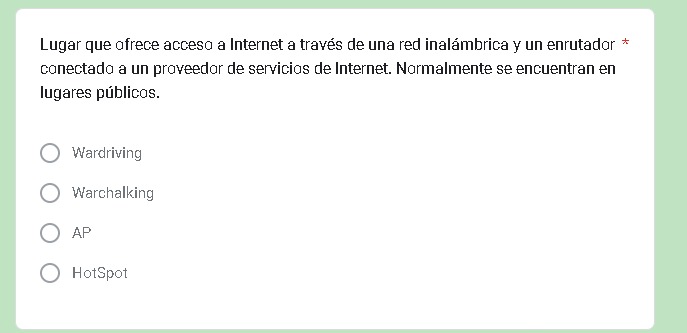 Lugar que ofrece acceso a Internet a través de una red inalámbrica y un enrutador *
conectado a un proveedor de servicios de Internet. Normalmente se encuentran en
lugares públicos.
Wardriving
Warchalking
AP
HotSpot